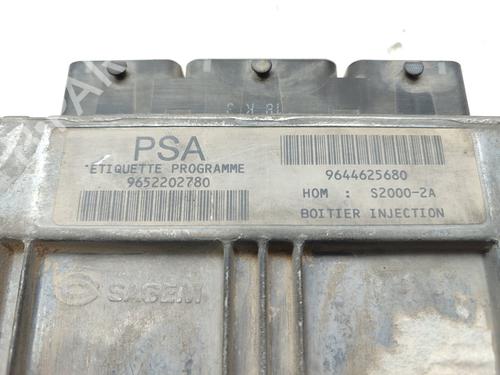 PSA
ETIQUETTE PROGRAMME
9652202780
9644625680
HOM : S2000-2A
BOITIER INJECTION
SAGEM